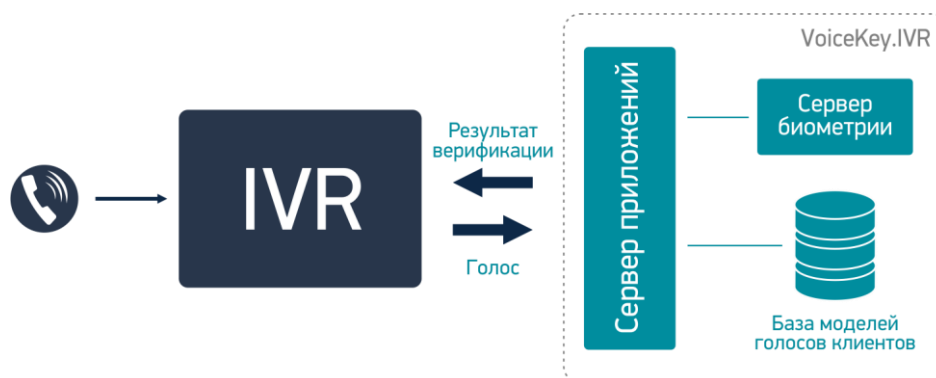 VoiceKey.IVR
IVR
Результат
верификации
Голос
Сервер приложений
Сервер
биометрии
База моделей
голосов клиентов